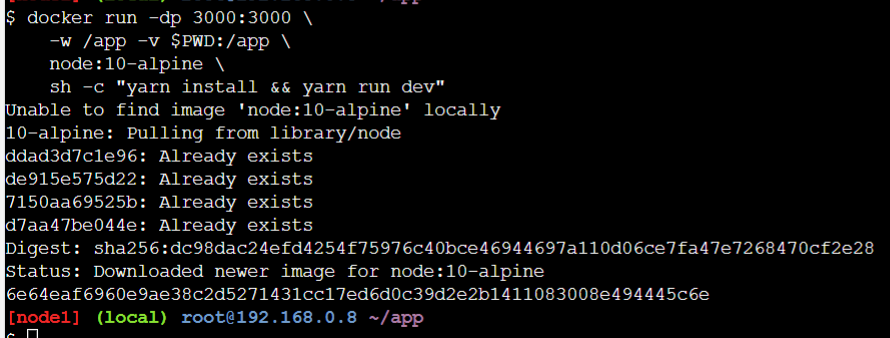 $ docker run -dp 3000:3000 \
    -w /app -v $PWD:/app \
    node:10-alpine \
    sh -c "yarn install && yarn run dev"
Unable to find image 'node:10-alpine' locally
10-alpine: Pulling from library/node
ddad3d7c1e96: Already exists
de915e575d22: Already exists
7150aa69525b: Already exists
d7aa47be044e: Already exists
Digest: sha256:dc98dac24efd4254f75976c40bce46944697a110d06ce7fa47e7268470cf2e28
Status: Downloaded newer image for node:10-alpine
6e64eaf6960e9ae38c2d5271431cc17ed6d0c39d2e2b1411083008e494445c6e
[node1] (local) root@192.168.0.8 ~/app
$